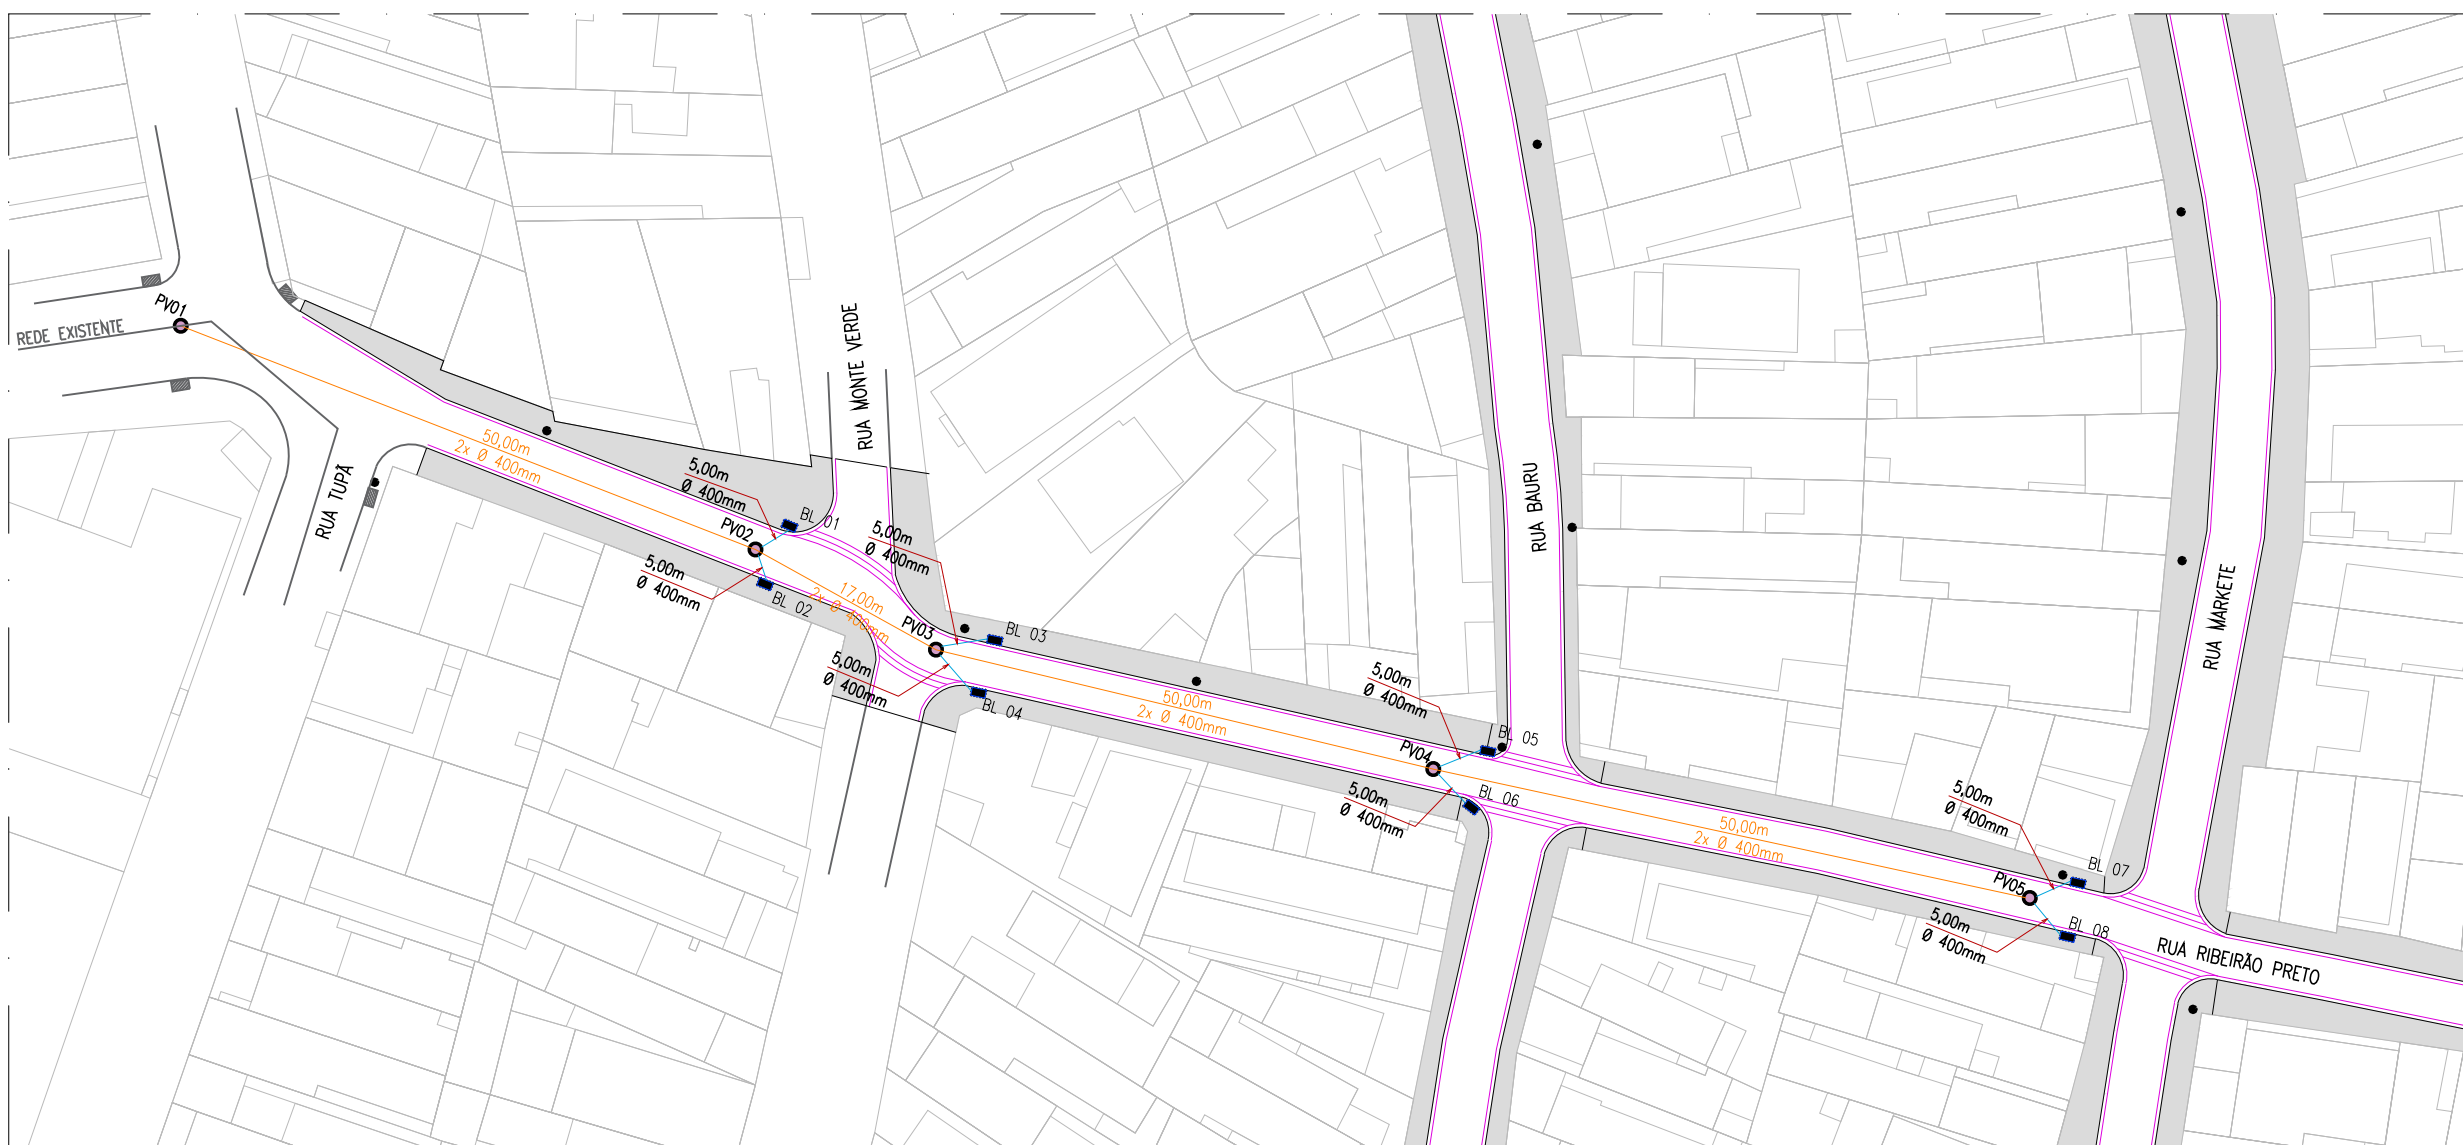 PV01
REDE EXISTENTE
RUA MONTE VERDE
50,00m
2x Ø 400mm
RUA TUPÃ
5,00m
Ø 400mm
BL 01
PV02
5,00m
Ø 400mm
RUA BAURU
5,00m
Ø 400mm
BL 02
17,00m
2x Ø 400mm
PV03
BL 03
RUA MARKETE
5,00m
Ø 400mm
BL 04
50,00m
2x Ø 400mm
5,00m
Ø 400mm
BL 05
PV04
5,00m
Ø 400mm
BL 06
50,00m
2x Ø 400mm
5,00m
Ø 400mm
BL 07
PV05
5,00m
Ø 400mm
BL 08
RUA RIBEIRÃO PRETO